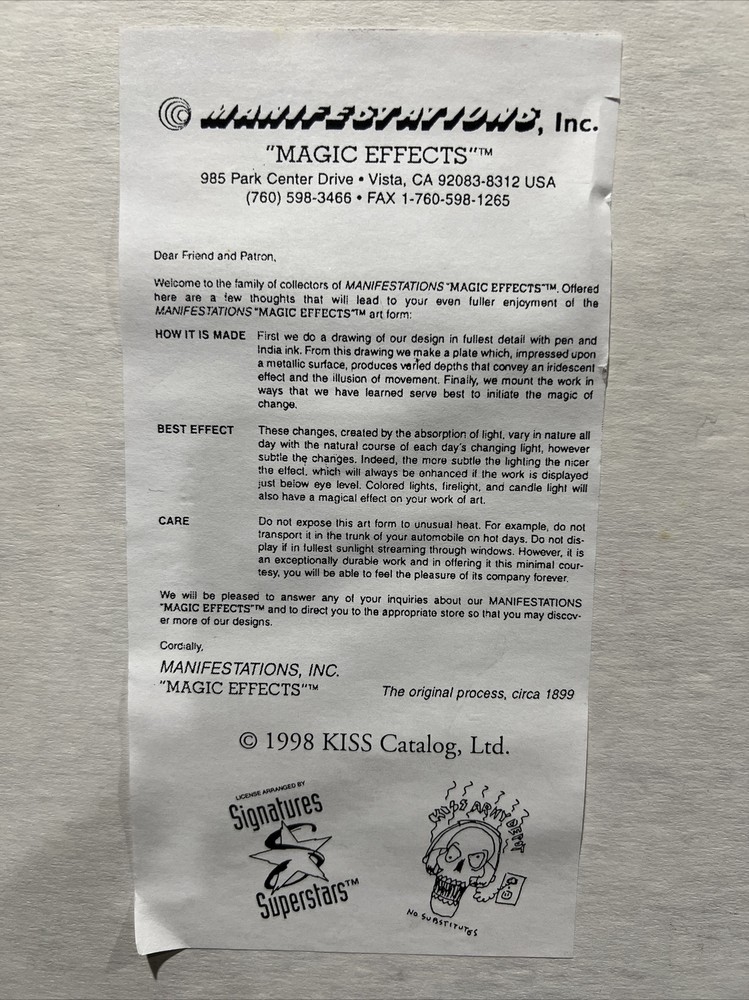 MANIFESTATIONS, Inc.
"MAGIC EFFECTS"™
985 Park Center Drive • Vista, CA 92083-8312 USA
(760) 598-3466 • FAX 1-760-598-1265
Dear Friend and Patron,
Welcome to the family of collectors of MANIFESTATIONS "MAGIC EFFECTS"™. Offered
here are a few thoughts that will lead to your even fuller enjoyment of the
MANIFESTATIONS "MAGIC EFFECTS"™ art form:
HOW IT IS MADE First we do a drawing of our design in fullest detail with pen and
India ink. From this drawing we make a plate which, impressed upon
a metallic surface, produces varied depths that convey an iridescent
effect and the illusion of movement. Finally, we mount the work in
ways that we have learned serve best to initiate the magic of
change.
BEST EFFECT These changes, created by the absorption of light, vary in nature all
day with the natural course of each day's changing light, however
subtle the changes. Indeed, the more subtle the lighting the nicer
the effect, which will always be enhanced if the work is displayed
just below eye level. Colored lights, firelight, and candle light will
also have a magical effect on your work of art.
CARE Do not expose this art form to unusual heat. For example, do not
transport it in the trunk of your automobile on hot days. Do not dis-
play if in fullest sunlight streaming through windows. However, it is
an exceptionally durable work and in offering it this minimal cour-
tesy, you will be able to feel the pleasure of its company forever.
We will be pleased to answer any of your inquiries about our MANIFESTATIONS
"MAGIC EFFECTS"™ and to direct you to the appropriate store so that you may discov-
er more of our designs.
Cordially,
MANIFESTATIONS, INC.
"MAGIC EFFECTS"™ The original process, circa 1899
© 1998 KISS Catalog, Ltd.
LICENSE ARRANGED BY
Signatures
Superstars™
KISS ARMY DEPOT
NO SUBSTITUTES